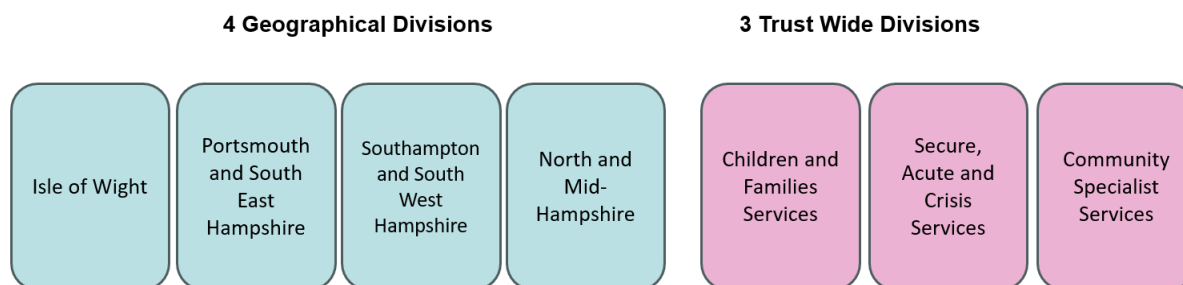 4 Geographical Divisions
3 Trust Wide Divisions
Isle of Wight
Portsmouth
and South
East
Hampshire
Southampton
and South
West
Hampshire
North and
Mid-
Hampshire
Children and
Families
Services
Secure,
Acute and
Crisis
Services
Community
Specialist
Services